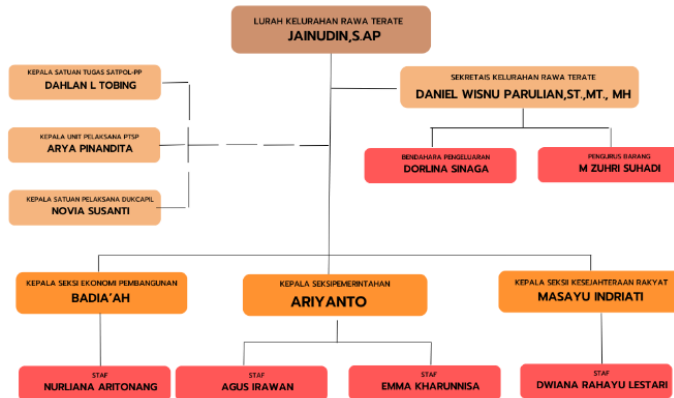 LURAH KELURAHAN RAWA TERATE
JAINUDIN,S.AP
KEPALA SATUAN TUGAS SATPOL-PP
DAHLAN L TOBING
SEKRETAIS KELURAHAN RAWA TERATE
DANIEL WISNU PARULIAN,ST.,MT., MH
KEPALA UNIT PELAKSANA PTSP
ARYA PINANDITA
BENDAHARA PENGELUARAN
DORLINA SINAGA
PENGURUS BARANG
M ZUHRI SUHADI
KEPALA SATUAN PELAKSANA DUKCAPIL
NOVIA SUSANTI
KEPALA SEKSI EKONOMI PEMBANGUNAN
BADIA'AH
KEPALA SEKSIPEMERINTAHAN
ARIYANTO
KEPALA SEKSII KESEJAHTERAAN RAKYAT
MASAYU INDRIATI
STAF
NURLIANA ARITONANG
STAF
AGUS IRAWAN
STAF
EMMA KHARUNNISA
STAF
DWIANA RAHAYU LESTARI